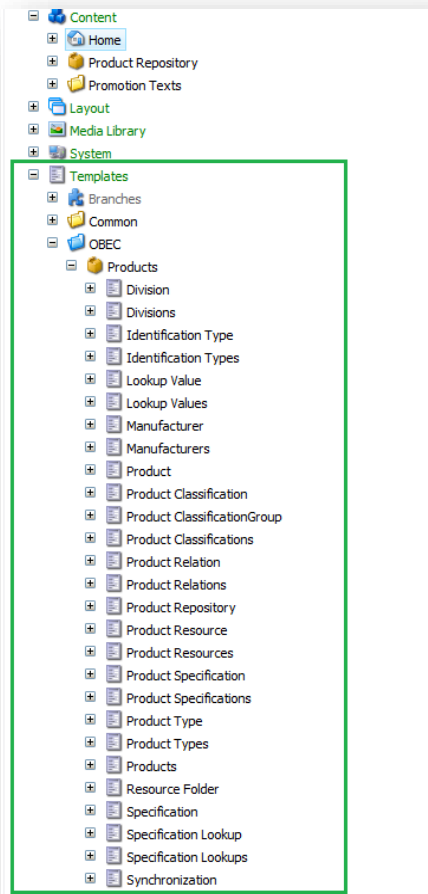 Content
Home
Product Repository
Promotion Texts
Layout
Media Library
System
Templates
Branches
Common
OBEC
Products
Division
Divisions
Identification Type
Identification Types
Lookup Value
Lookup Values
Manufacturer
Manufacturers
Product
Product Classification
Product ClassificationGroup
Product Classifications
Product Relation
Product Relations
Product Repository
Product Resource
Product Resources
Product Specification
Product Specifications
Product Type
Product Types
Products
Resource Folder
Specification
Specification Lookup
Specification Lookups
Synchronization